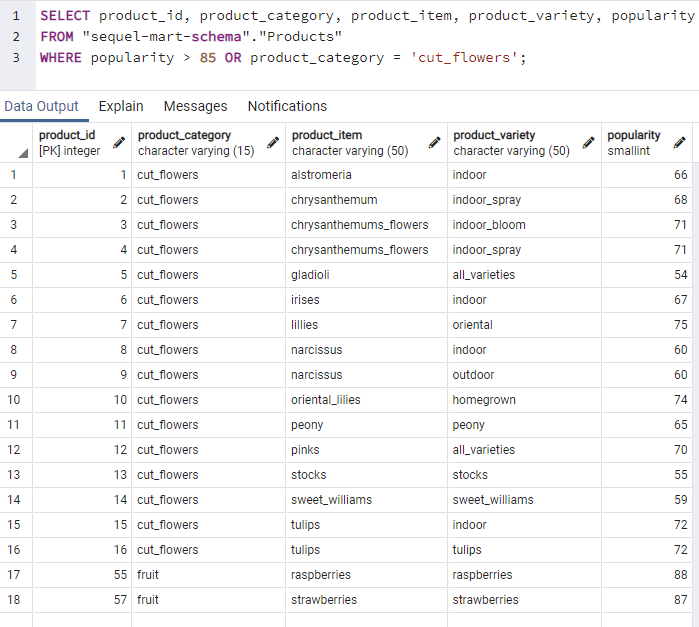 1 SELECT product_id, product_category, product_item, product_variety, popularity
2 FROM "sequel-mart-schema"."Products"
3 WHERE popularity > 85 OR product_category = 'cut_flowers';
Data Output Explain Messages Notifications
product_id product_category product_item product_variety popularity
[PK] integer character varying (15) character varying (50) character varying (50) smallint
1 1 cut_flowers alstromeria indoor 66
2 2 cut_flowers chrysanthemum indoor_spray 68
3 3 cut_flowers chrysanthemums_flowers indoor_bloom 71
4 4 cut_flowers chrysanthemums_flowers indoor_spray 71
5 5 cut_flowers gladioli all_varieties 54
6 6 cut_flowers irises indoor 67
7 7 cut_flowers lillies oriental 75
8 8 cut_flowers narcissus indoor 60
9 9 cut_flowers narcissus outdoor 60
10 10 cut_flowers oriental_lilies homegrown 74
11 11 cut_flowers peony peony 65
12 12 cut_flowers pinks all_varieties 70
13 13 cut_flowers stocks stocks 55
14 14 cut_flowers sweet_williams sweet_williams 59
15 15 cut_flowers tulips indoor 72
16 16 cut_flowers tulips tulips 72
17 55 fruit raspberries raspberries 88
18 57 fruit strawberries strawberries 87